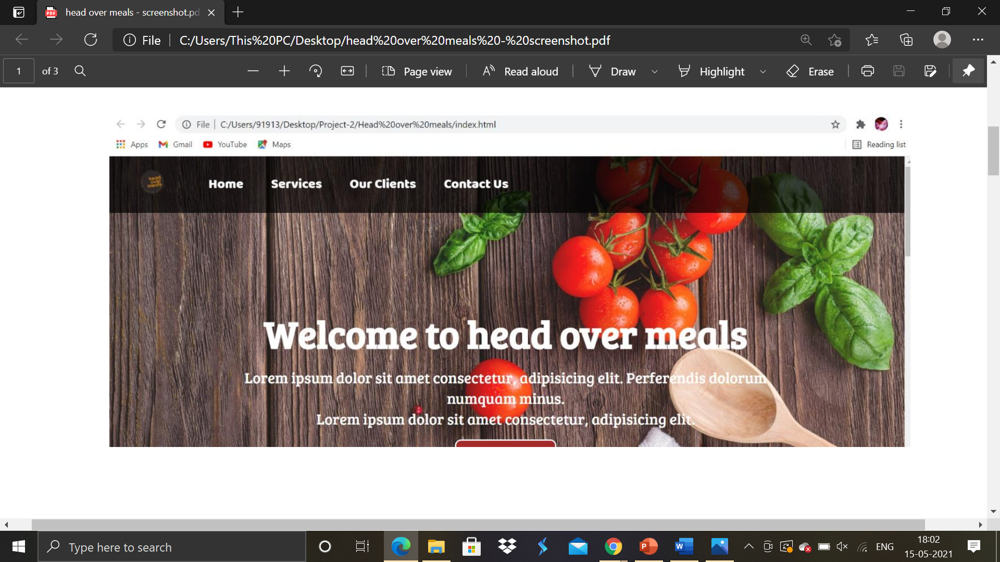 head over meals - screenshot.pd
File
C:/Users/This%20PC/Desktop/head%20over%20meals%20-%20screenshot.pdf
1 of 3
Page view
Read aloud
Draw
Highlight
Erase
File
C:/Users/91913/Desktop/Project-2/Head%20over%20meals/index.html
Apps
Gmail
YouTube
Maps
Reading list
head
over
meals
Home
Services
Our Clients
Contact Us
Welcome to head over meals
Lorem ipsum dolor sit amet consectetur, adipisicing elit. Perferendis dolorum
numquam minus.
Lorem ipsum dolor sit amet consectetur, adipisicing elit.
Type here to search
ENG
18:02
15-05-2021